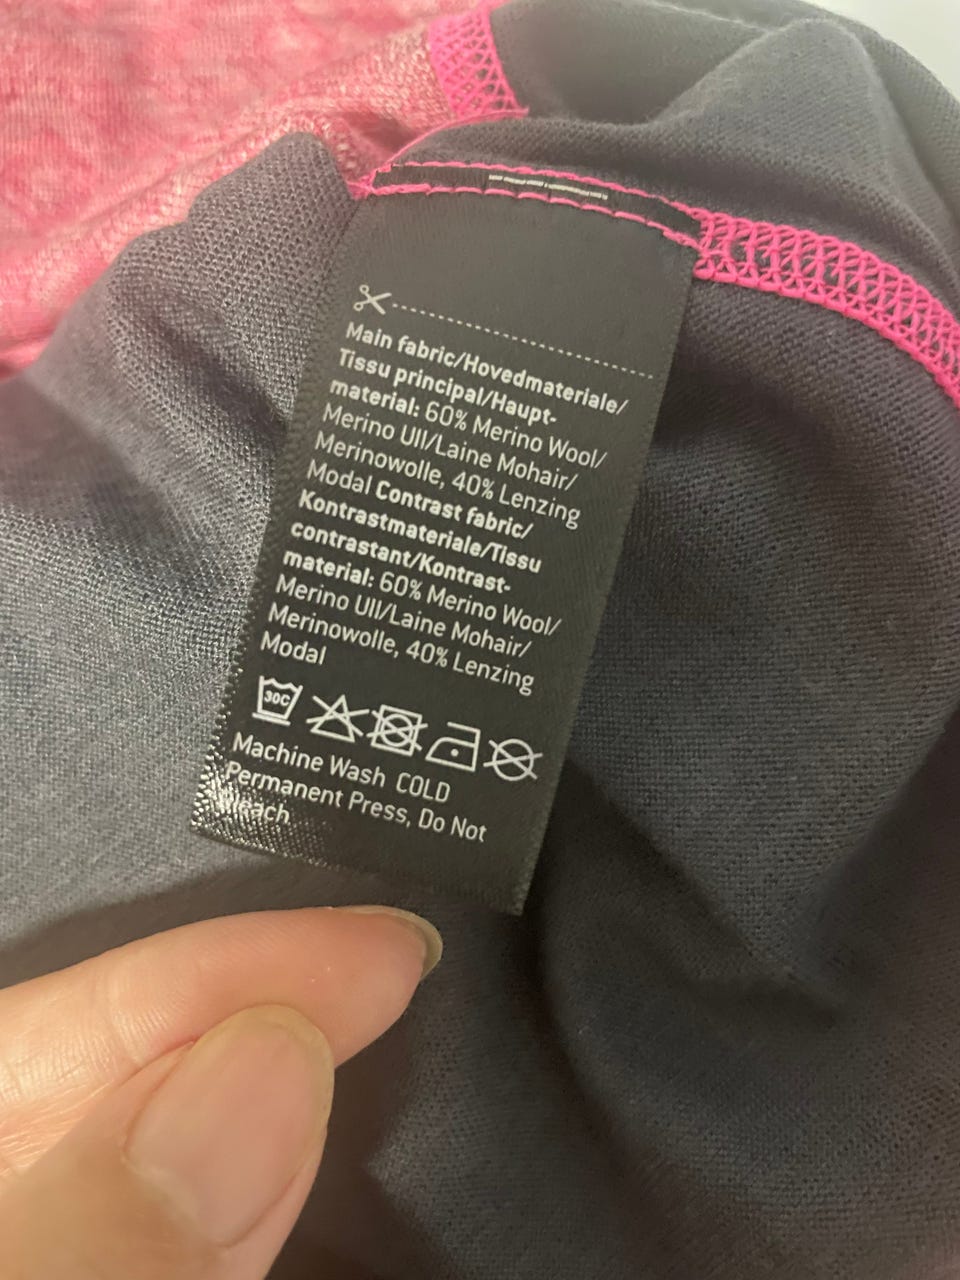 Main fabric/Hovedmateriale/
Tissu principal/Haupt-
material: 60% Merino Wool/
Merino Ull/Laine Mohair/
Merinowolle, 40% Lenzing
Modal Contrast fabric/
Kontrastmateriale/Tissu
contrastant/Kontrast-
material: 60% Merino Wool/
Merino Ull/Laine Mohair/
Merinowolle, 40% Lenzing
Modal
30C
Machine Wash COLD
Permanent Press, Do Not
Bleach